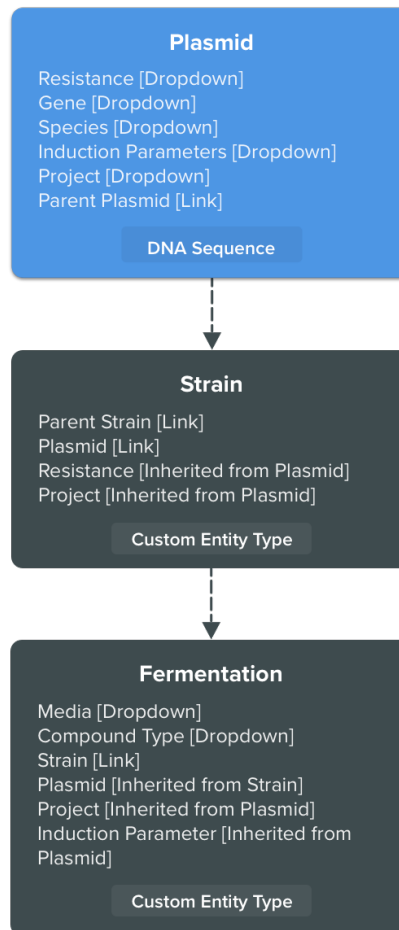 Plasmid
Resistance [Dropdown]
Gene [Dropdown]
Species [Dropdown]
Induction Parameters [Dropdown]
Project [Dropdown]
Parent Plasmid [Link]
DNA Sequence
Strain
Parent Strain [Link]
Plasmid [Link]
Resistance [Inherited from Plasmid]
Project [Inherited from Plasmid]
Custom Entity Type
Fermentation
Media [Dropdown]
Compound Type [Dropdown]
Strain [Link]
Plasmid [Inherited from Strain]
Project [Inherited from Plasmid]
Induction Parameter [Inherited from
Plasmid]
Custom Entity Type